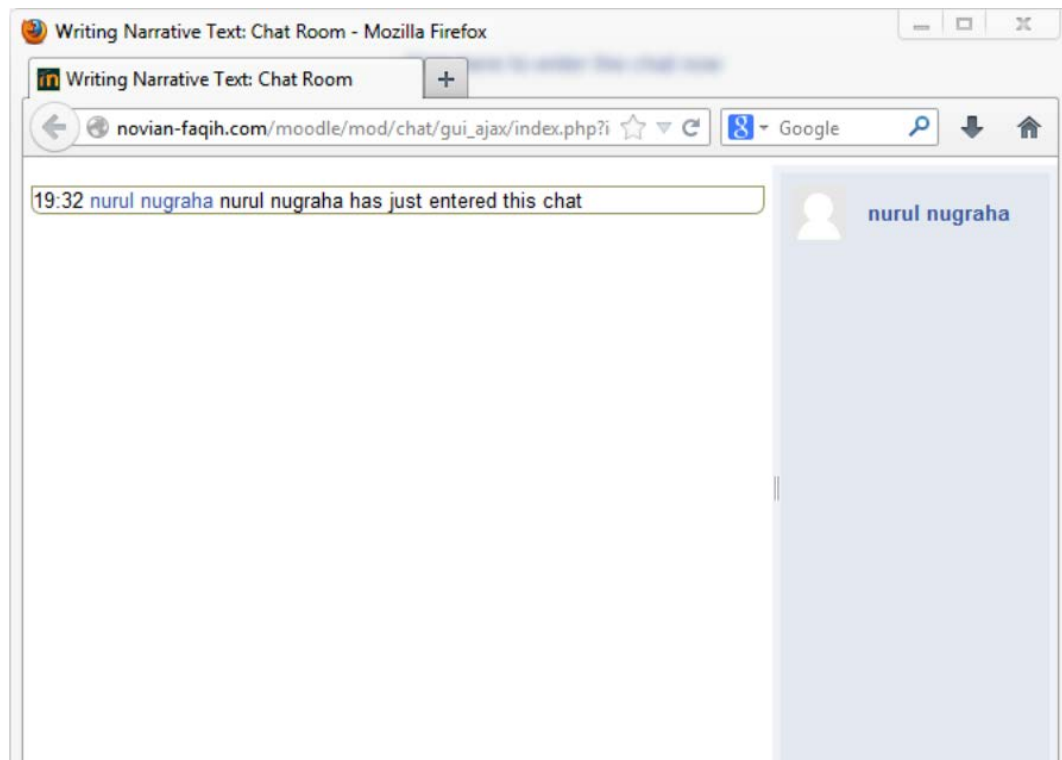 Writing Narrative Text: Chat Room - Mozilla Firefox
Writing Narrative Text: Chat Room
novian-faqih.com/moodle/mod/chat/gui_ajax/index.php?i
Google
19:32 nurul nugraha nurul nugraha has just entered this chat
nurul nugraha